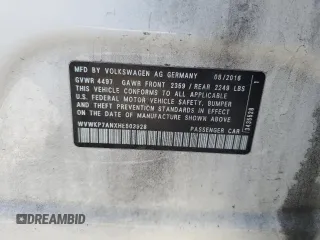 MFD. BY VOLKSWAGEN AG GERMANY 08/2016
GVWR 4497 GAWR FRONT 2359 / REAR 2249 LBS
THIS VEHICLE CONFORMS TO ALL APPLICABLE
U.S. FEDERAL MOTOR VEHICLE SAFETY, BUMPER
AND THEFT PREVENTION STANDARDS IN EFFECT
ON THE DATE OF MANUFACTURE SHOWN ABOVE
WVWKP7ANXHE902928 PASSENGER CAR
DREAMBID